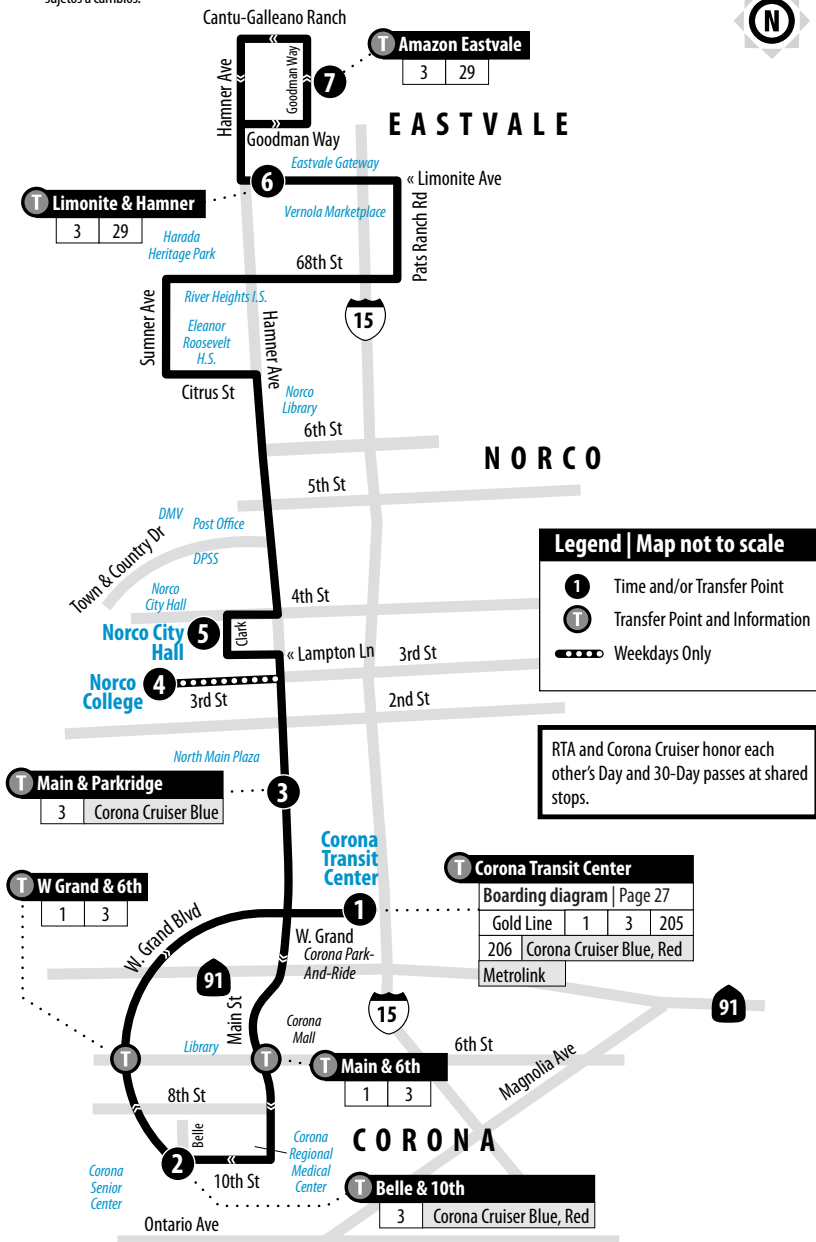 sujetos a cambios.
N
Cantu-Galleano Ranch
Hamner Ave
Goodman Way
7
T Amazon Eastvale
3 29
EASTVALE
Goodman Way
Eastvale Gateway
6
« Limonite Ave
T Limonite & Hamner
3 29
Vernola Marketplace
Pats Ranch Rd
Harada
Heritage Park
68th St
Sumner Ave
River Heights I.S.
15
Eleanor
Roosevelt
H.S.
Hamner Ave
Citrus St
Norco
Library
6th St
NORCO
5th St
DMV
Post Office
Town & Country Dr
DPSS
Norco
City Hall
4th St
Norco City
Hall
5
Clark
« Lampton Ln
3rd St
Norco
College
4
3rd St
2nd St
Legend | Map not to scale
1 Time and/or Transfer Point
T Transfer Point and Information
Weekdays Only
RTA and Corona Cruiser honor each
other's Day and 30-Day passes at shared
stops.
North Main Plaza
T Main & Parkridge
3 Corona Cruiser Blue
3
Corona
Transit
Center
1
T Corona Transit Center
Boarding diagram | Page 27
Gold Line 1 3 205
206 Corona Cruiser Blue, Red
Metrolink
T W Grand & 6th
1 3
W. Grand Blvd
W. Grand
Corona Park-
And-Ride
91
Main St
15
91
Corona
Mall
T
Library
T
6th St
Magnolia Ave
T Main & 6th
1 3
8th St
Belle
CORONA
2
10th St
Corona
Regional
Medical
Center
Corona
Senior
Center
T Belle & 10th
3 Corona Cruiser Blue, Red
Ontario Ave